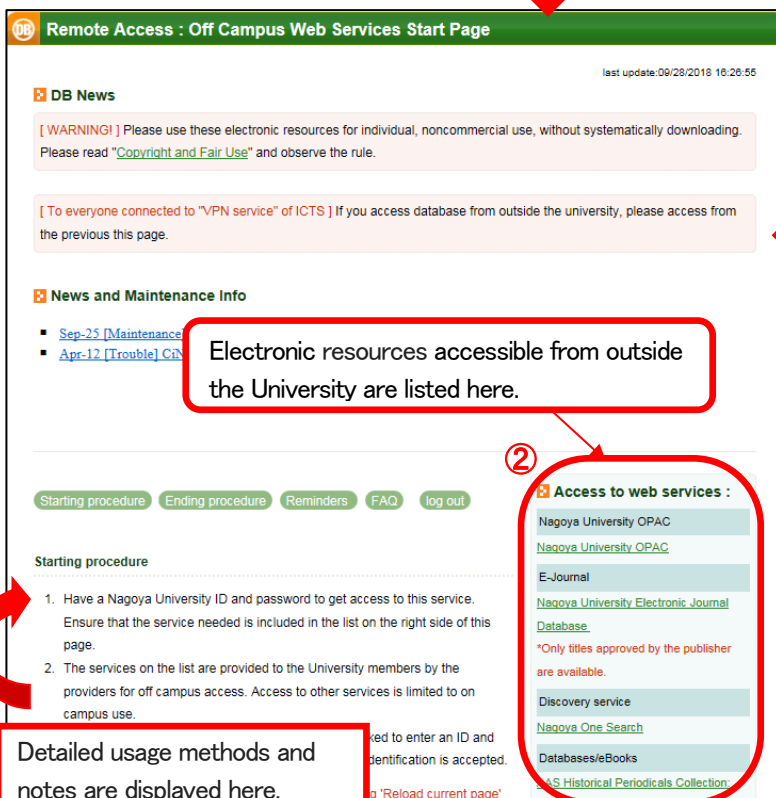 DB Remote Access : Off Campus Web Services Start Page
last update:09/28/2018 16:26:55
DB News
[ WARNING! ] Please use these electronic resources for individual, noncommercial use, without systematically downloading.
Please read "Copyright and Fair Use" and observe the rule.
[ To everyone connected to "VPN service" of ICTS ] If you access database from outside the university, please access from
the previous this page.
News and Maintenance Info
Sep-25 [Maintenance]
Apr-12 [Trouble] CiN
Electronic resources accessible from outside
the University are listed here.
②
Starting procedure Ending procedure Reminders FAQ log out
Starting procedure
1. Have a Nagoya University ID and password to get access to this service.
Ensure that the service needed is included in the list on the right side of this
page.
2. The services on the list are provided to the University members by the
providers for off campus access. Access to other services is limited to on
campus use.
ked to enter an ID and
dentification is accepted.
'Reload current page'
Detailed usage methods and
notes are displayed here.
Access to web services :
Nagoya University OPAC
Nagoya University OPAC
E-Journal
Nagoya University Electronic Journal
Database
*Only titles approved by the publisher
are available.
Discovery service
Nagoya One Search
Databases/eBooks
Historical Periodicals Collection: